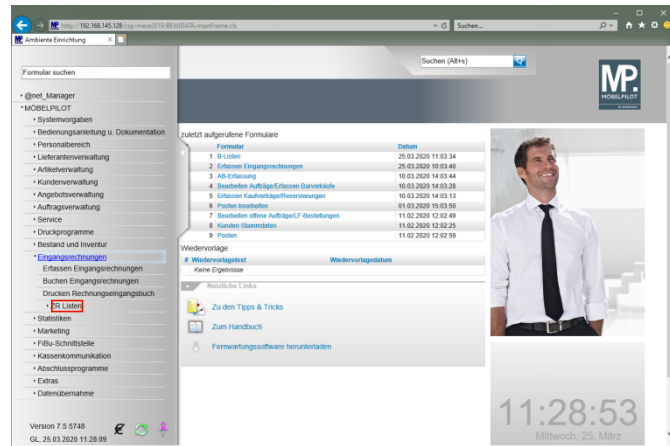 http://192.168.145.128/csp/mese2019/BEWIDATA.mainFrame.cls
Suchen...
Ambiente Einrichtung
Formular suchen
Suchen (Alt+s)
MP.
MÖBELPILOT
@net_Manager
MÖBELPILOT
Systemvorgaben
Bedienungsanleitung u. Dokumentation
Personalbereich
Lieferantenverwaltung
Artikelverwaltung
Kundenverwaltung
Angebotsverwaltung
Auftragsverwaltung
Service
Druckprogramme
Bestand und Inventur
Eingangsrechnungen
Erfassen Eingangsrechnungen
Buchen Eingangsrechnungen
Drucken Rechnungseingangsbuch
ZR Listen
Statistiken
Marketing
FiBu-Schnittstelle
Kassenkommunikation
Abschlussprogramme
Extras
Datenübernahme
Version 7.5 5748
GL, 25.03.2020 11:28:09
zuletzt aufgerufene Formulare
Formular Datum
1 B-Listen 25.03.2020 11:03:34
2 Erfassen Eingangsrechnungen 25.03.2020 10:03:40
3 AB-Erfassung 10.03.2020 14:03:44
4 Bearbeiten Aufträge/Erfassen Barverkäufe 10.03.2020 14:03:28
5 Erfassen Kaufverträge/Reservierungen 10.03.2020 14:03:13
6 Posten bearbeiten 01.03.2020 15:03:50
7 Bearbeiten offene Aufträge/LF-Bestellungen 11.02.2020 12:02:49
8 Kunden-Stammdaten 11.02.2020 12:02:25
9 Posten 11.02.2020 12:02:59
Wiedervorlage
# Wiedervorlagetext Wiedervorlagedatum
Keine Ergebnisse
Nützliche Links
Zu den Tipps & Tricks
Zum Handbuch
Fernwartungssoftware herunterladen
11:28:53
Mittwoch, 25. März